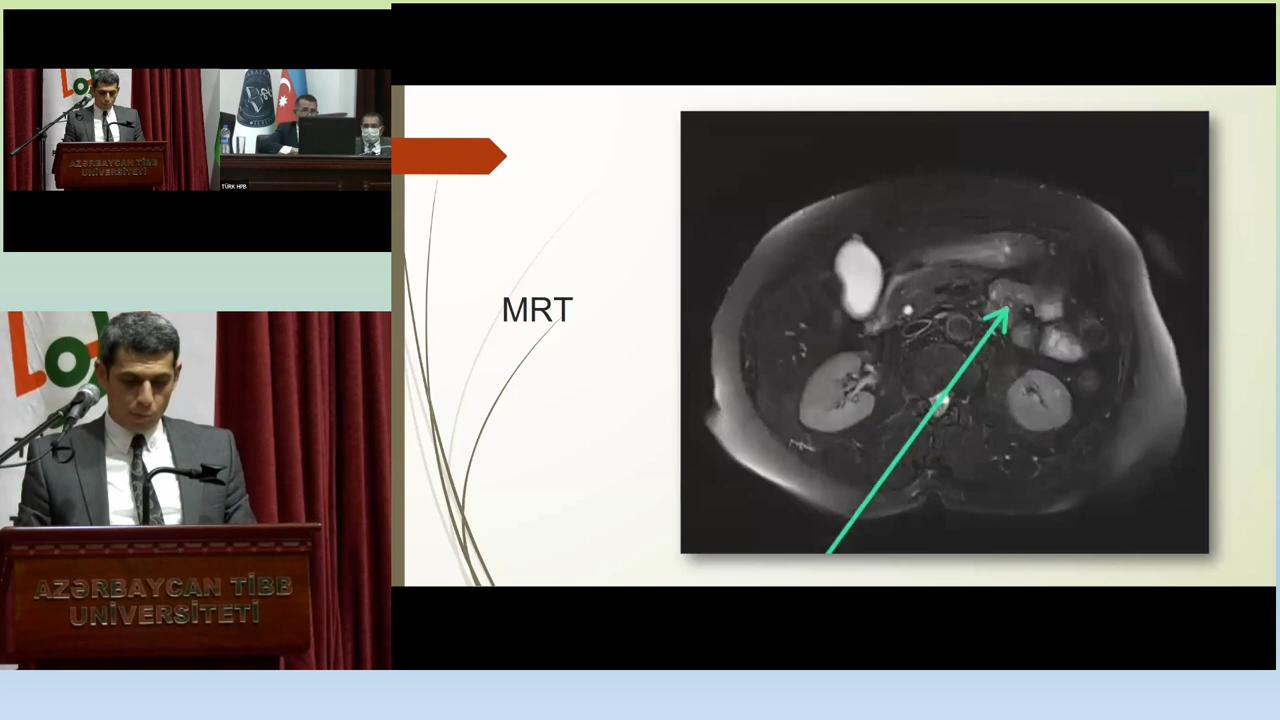 AZƏRBAYCAN TİBB
UNİVERSİTETİ
TÜRK HPB
MRT
AZƏRBAYCAN TİBB
UNİVERSİTETİ